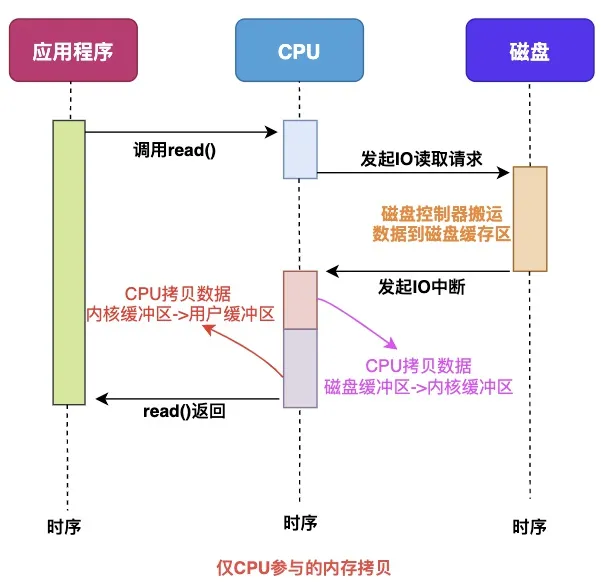 应用程序
CPU
磁盘
调用read()
发起IO读取请求
磁盘控制器搬运
数据到磁盘缓存区
发起IO中断
CPU拷贝数据
内核缓冲区->用户缓冲区
CPU拷贝数据
磁盘缓冲区->内核缓冲区
read()返回
时序
时序
时序
仅CPU参与的内存拷贝